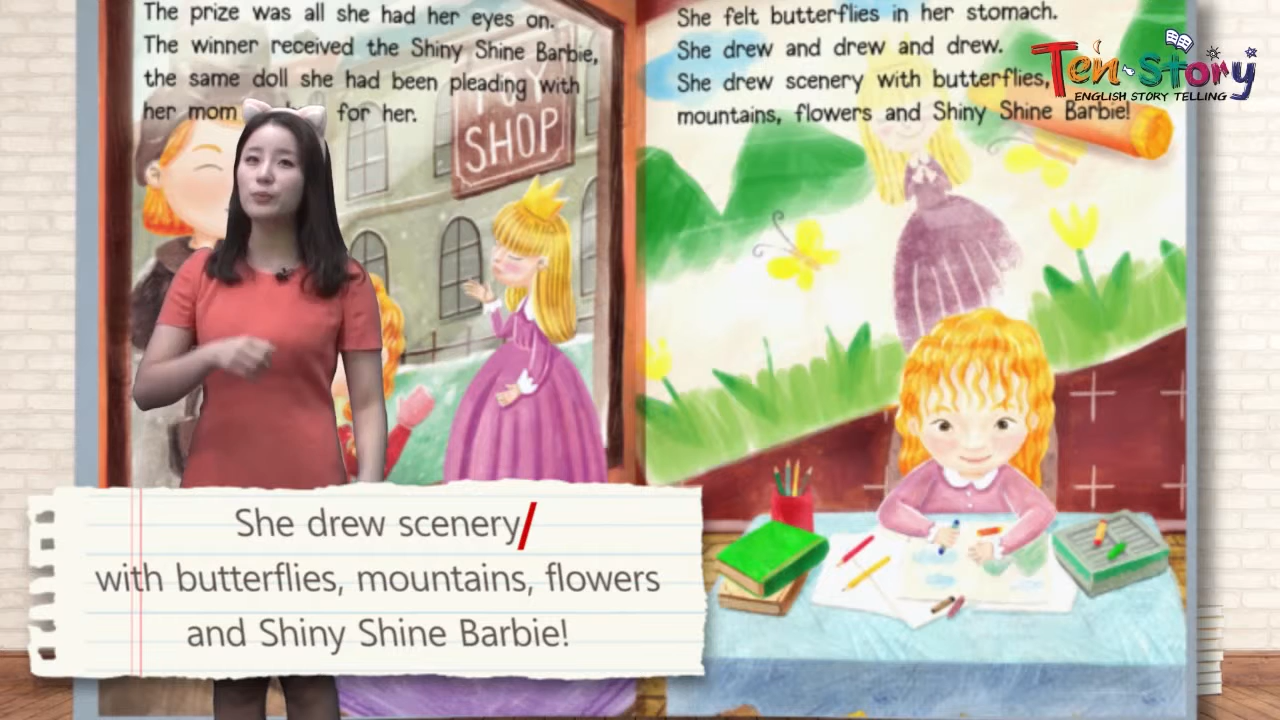 The prize was all she had her eyes on.
The winner received the Shiny Shine Barbie,
the same doll she had been pleading with
her mom for her.
TOY
SHOP
She felt butterflies in her stomach.
She drew and drew and drew.
She drew scenery with butterflies,
mountains, flowers and Shiny Shine Barbie!
Ten Story
ENGLISH STORY TELLING
She drew scenery/
with butterflies, mountains, flowers
and Shiny Shine Barbie!